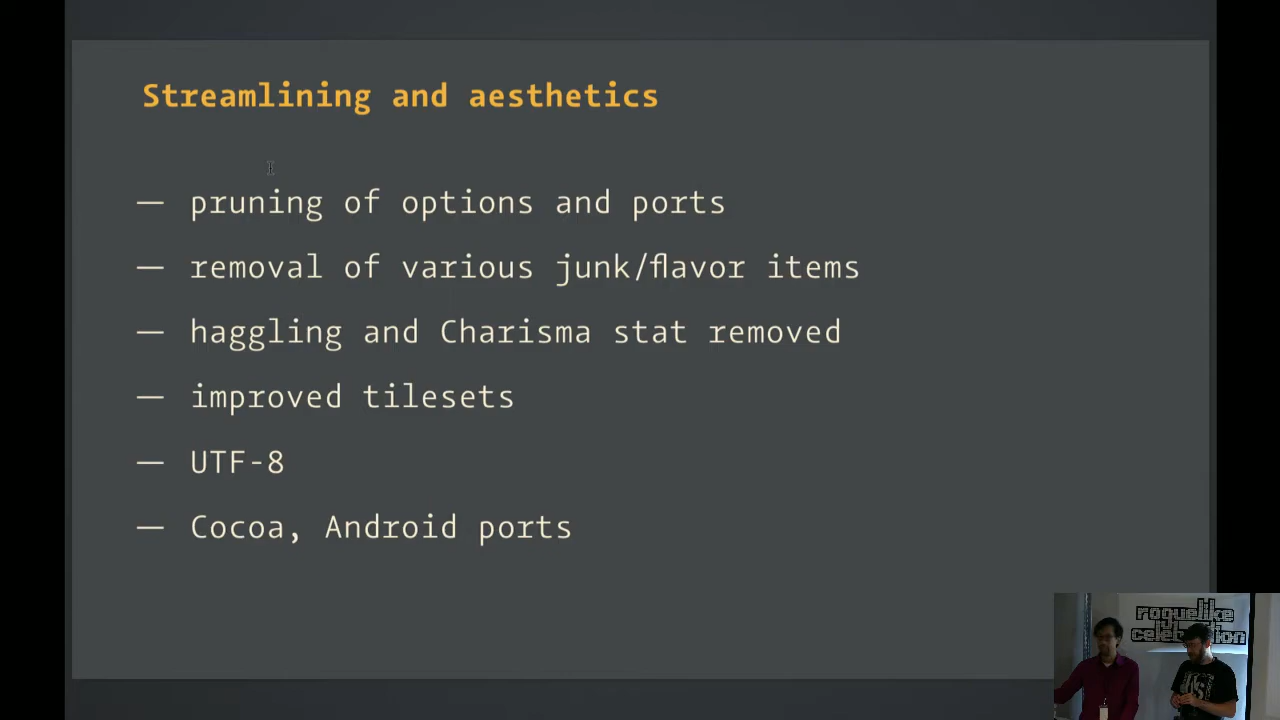 Streamlining and aesthetics
— pruning of options and ports
— removal of various junk/flavor items
— haggling and Charisma stat removed
— improved tilesets
— UTF-8
— Cocoa, Android ports
roguelike
celebration